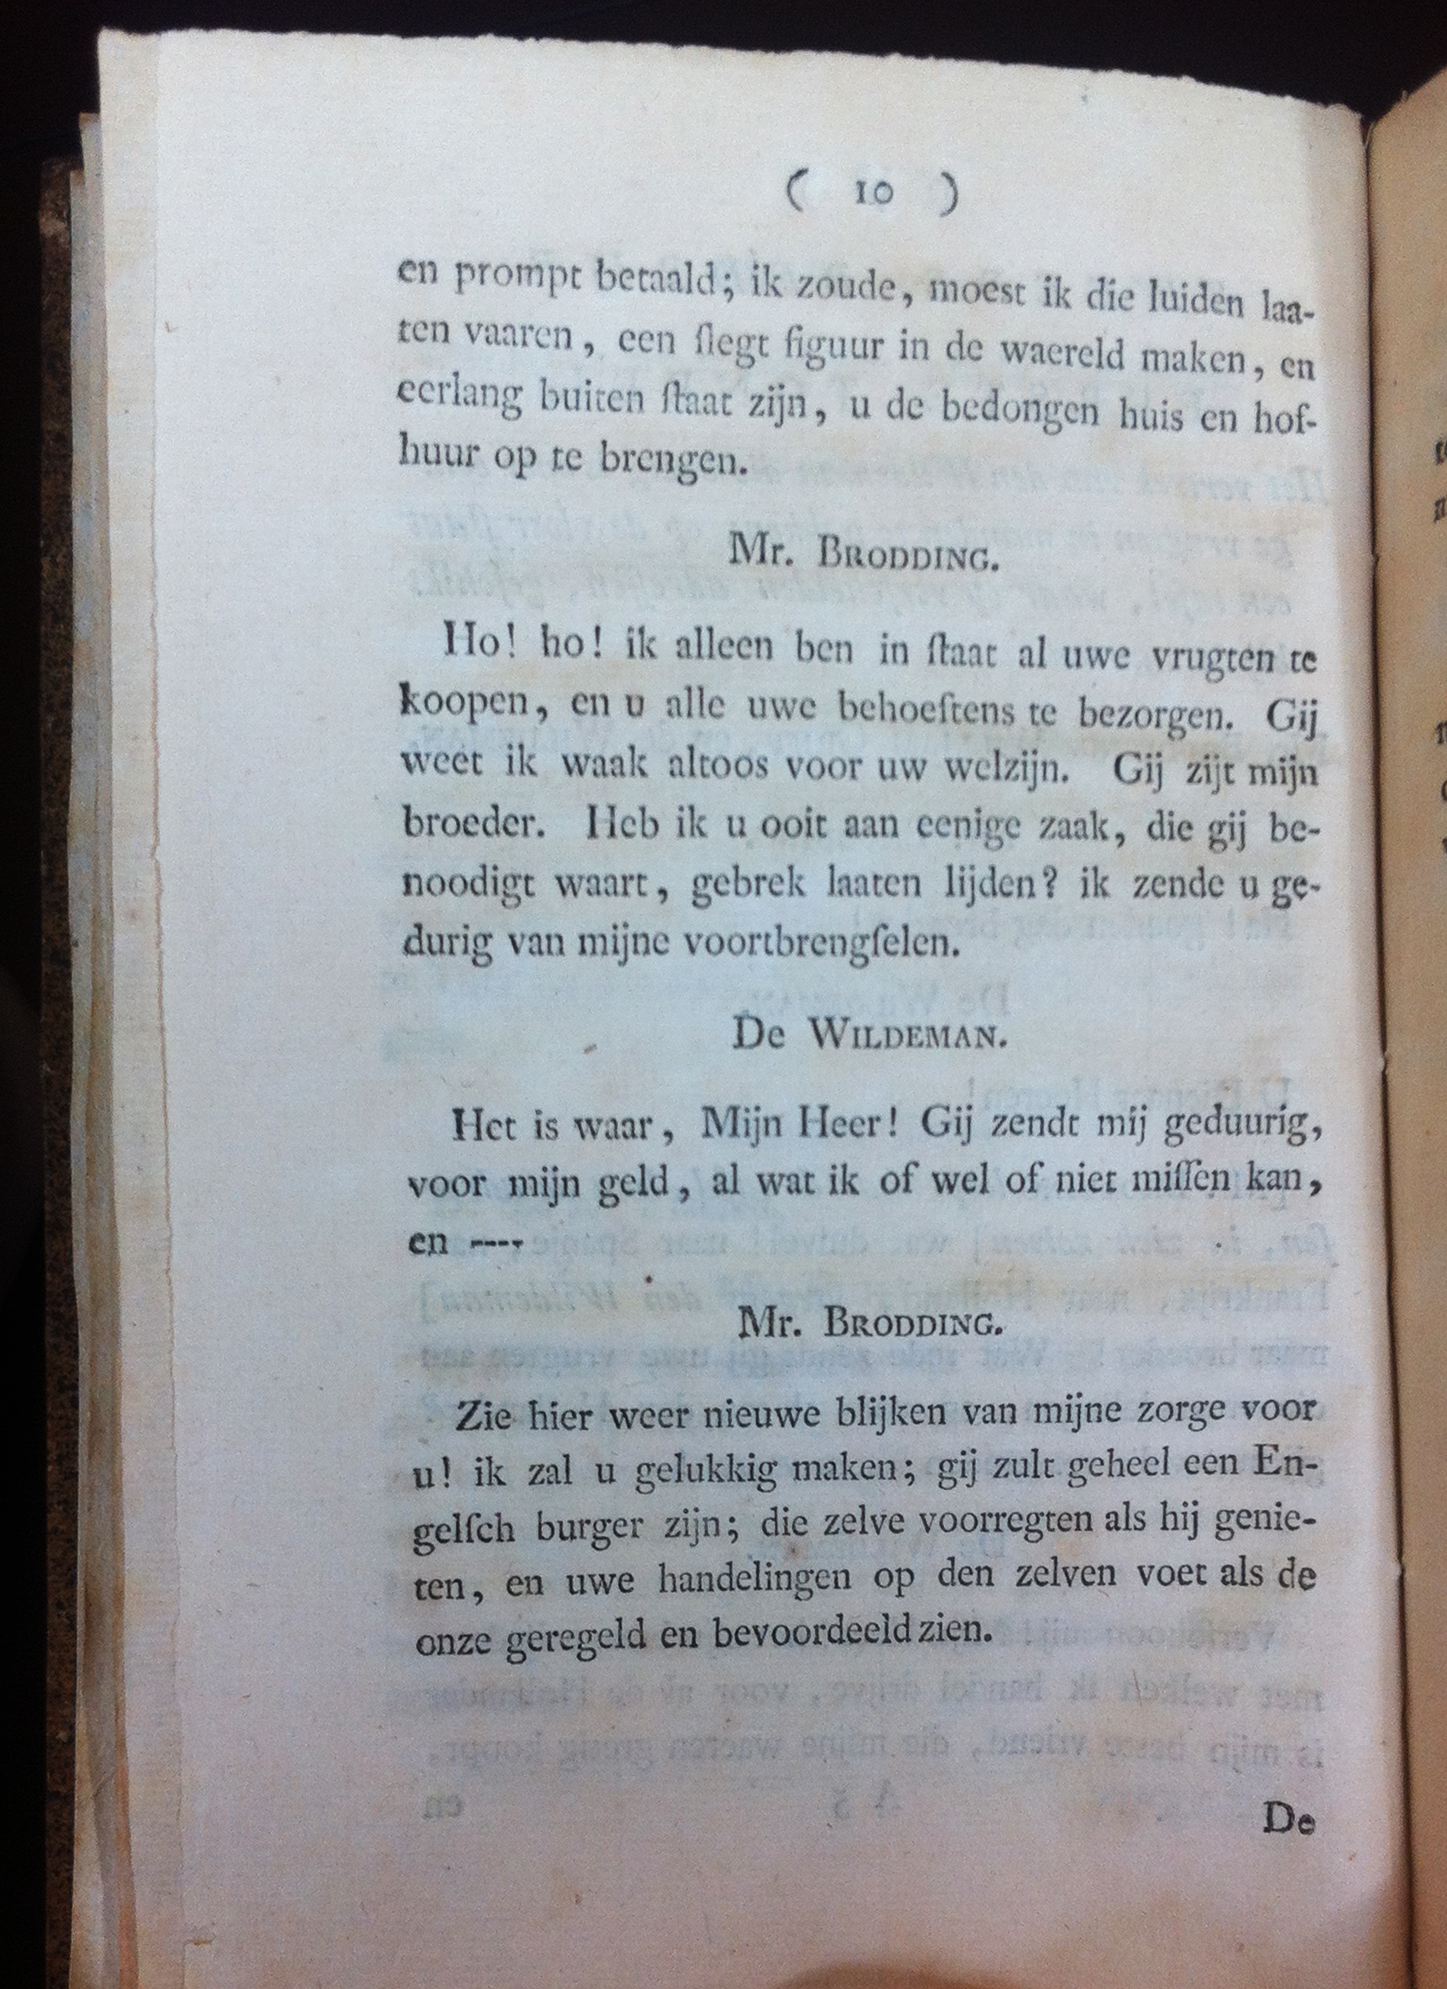 ( 10 )
en prompt betaald; ik zoude, moest ik die luiden laa-
ten vaaren, een ſlegt figuur in de waereld maken, en
eerlang buiten ſtaat zijn, u de bedongen huis en hof-
huur op te brengen.
Mr. BRODDING.
Ho! ho! ik alleen ben in ſtaat al uwe vrugten te
koopen, en u alle uwe behoeftens te bezorgen. Gij
weet ik waak altoos voor uw welzijn. Gij zijt mijn
broeder. Heb ik u ooit aan eenige zaak, die gij be-
noodigt waart, gebrek laaten lijden? ik zende u ge-
durig van mijne voortbrengſelen.
De WILDEMAN.
Het is waar, Mijn Heer! Gij zendt mij geduurig,
voor mijn geld, al wat ik of wel of niet miſſen kan,
en ----
Mr. BRODDING.
Zie hier weer nieuwe blijken van mijne zorge voor
u! ik zal u gelukkig maken; gij zult geheel een En-
gelſch burger zijn; die zelve voorregten als hij genie-
ten, en uwe handelingen op den zelven voet als de
onze geregeld en bevoordeeld zien.
De